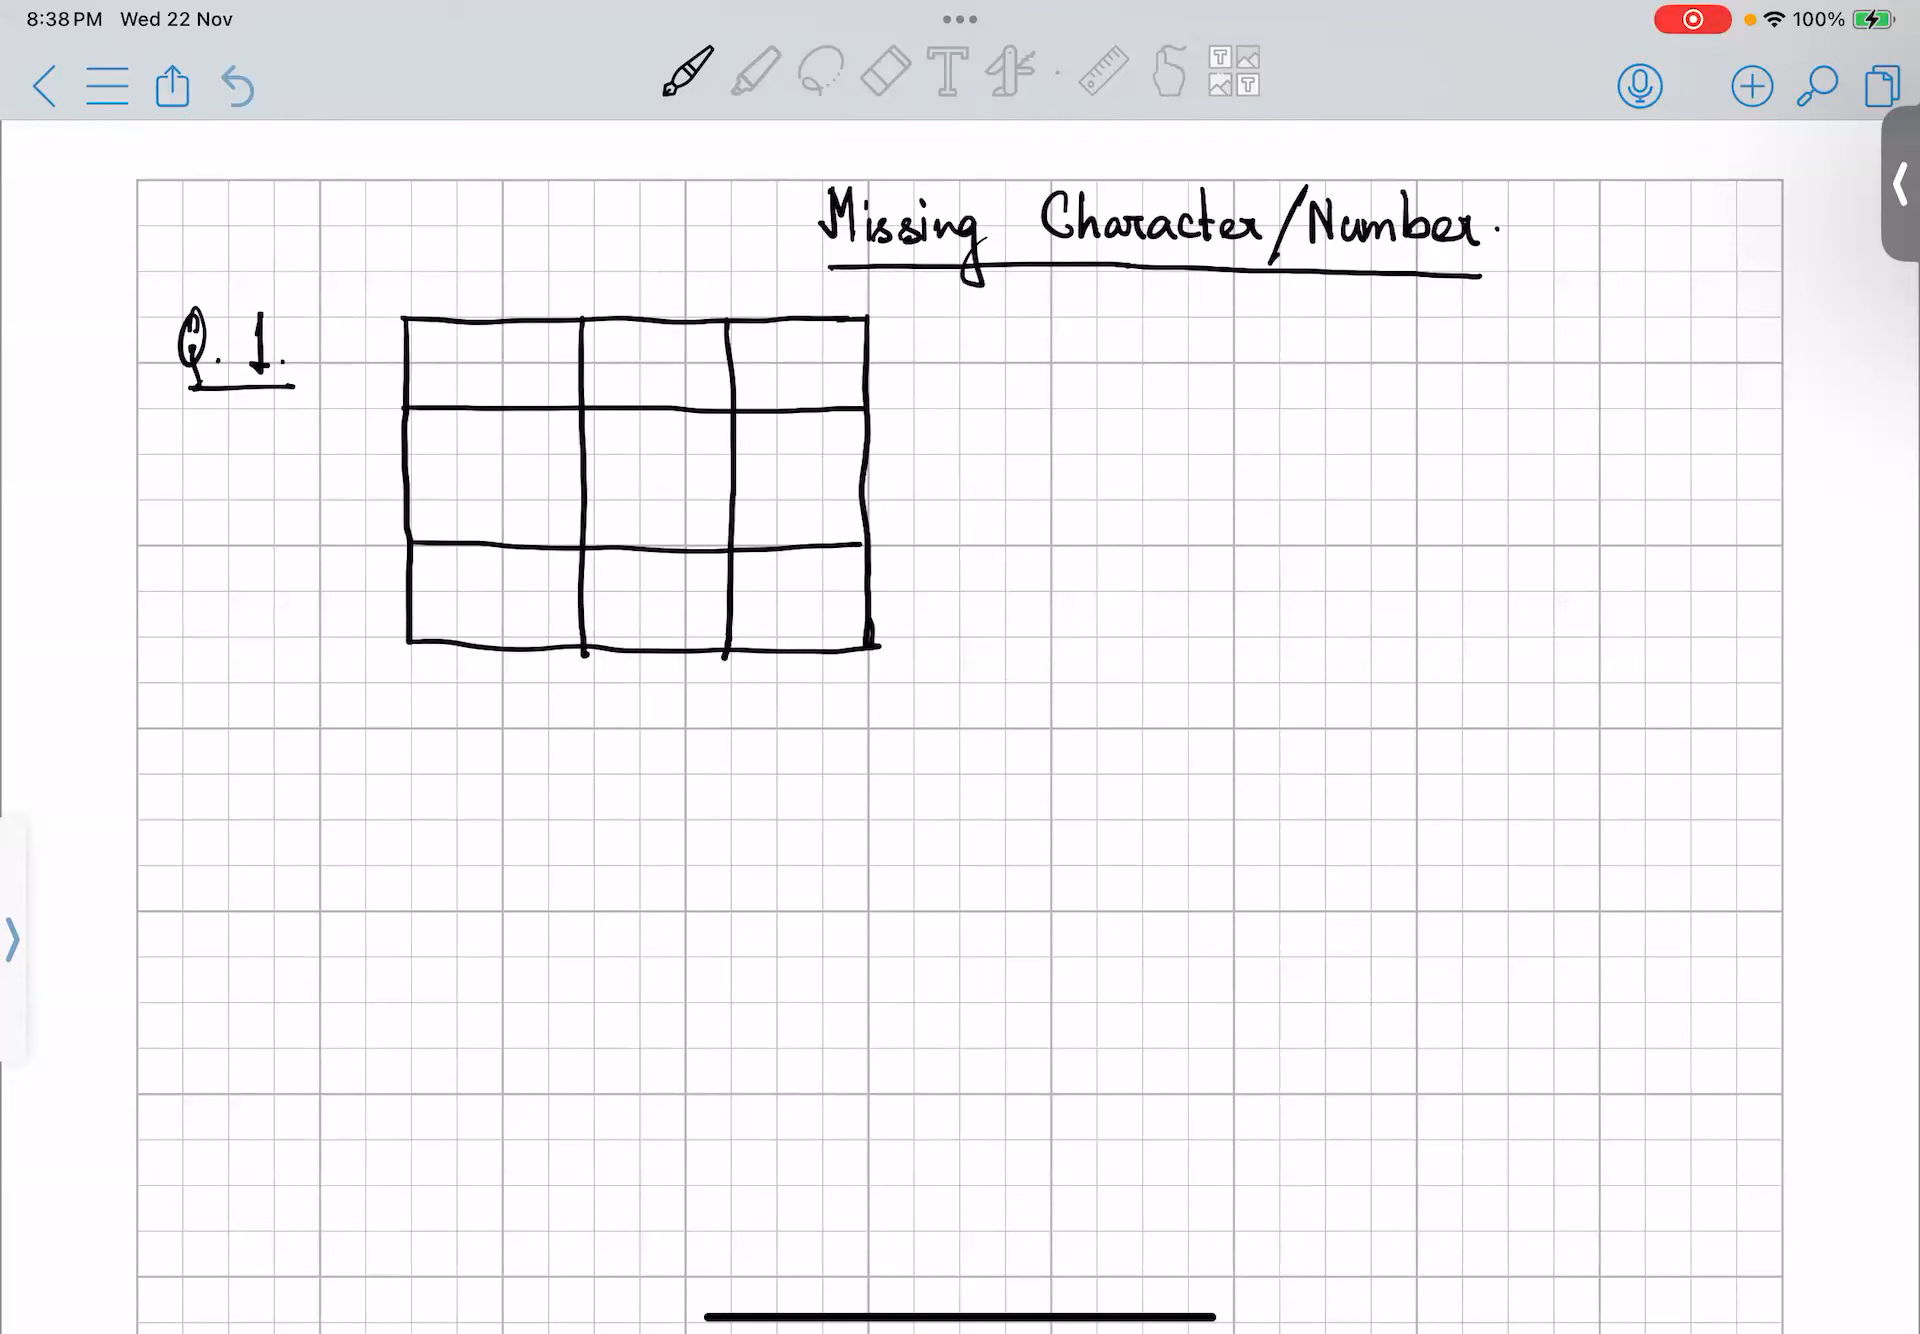 8:38 PM Wed 22 Nov
100%
Missing Character/Number.
Q. 1.